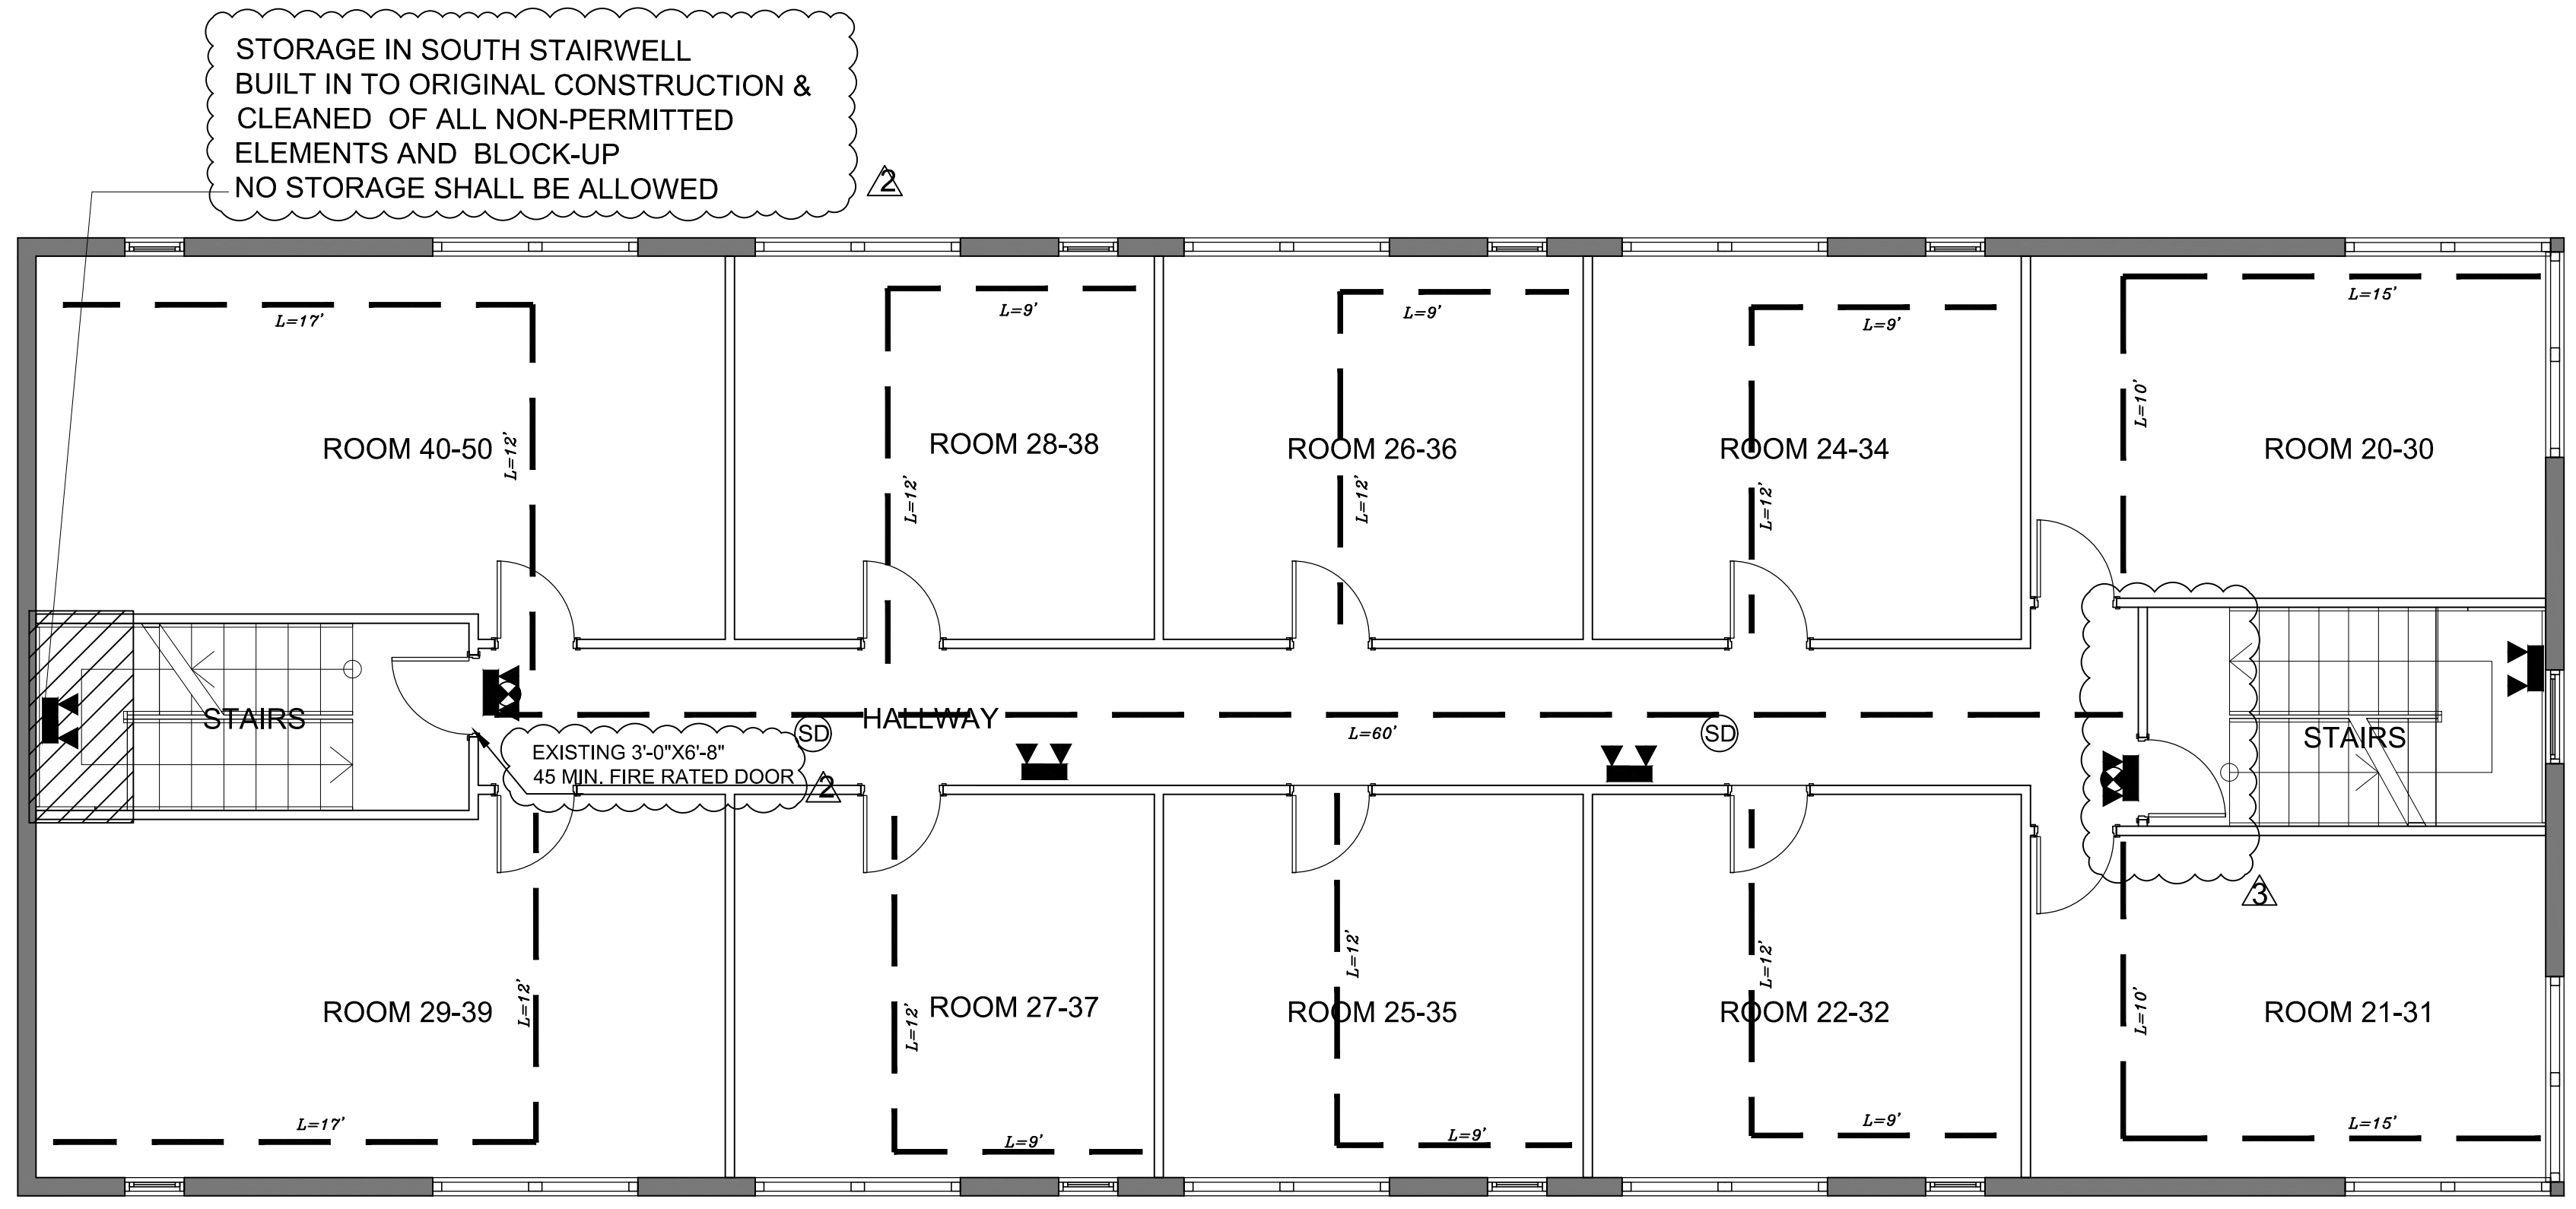 STORAGE IN SOUTH STAIRWELL
BUILT IN TO ORIGINAL CONSTRUCTION &
CLEANED OF ALL NON-PERMITTED
ELEMENTS AND BLOCK-UP
NO STORAGE SHALL BE ALLOWED
2
L=17'
L=9'
L=9'
L=9'
L=15'
ROOM 40-50
L=12'
ROOM 28-38
L=12'
ROOM 26-36
L=12'
ROOM 24-34
L=12'
L=10'
ROOM 20-30
STAIRS
HALLWAY
SD
L=60'
SD
STAIRS
EXISTING 3'-0"X6'-8"
45 MIN. FIRE RATED DOOR
2
3
ROOM 29-39
L=12'
L=12'
ROOM 27-37
L=12'
ROOM 25-35
L=12'
ROOM 22-32
L=10'
ROOM 21-31
L=17'
L=9'
L=9'
L=9'
L=15'